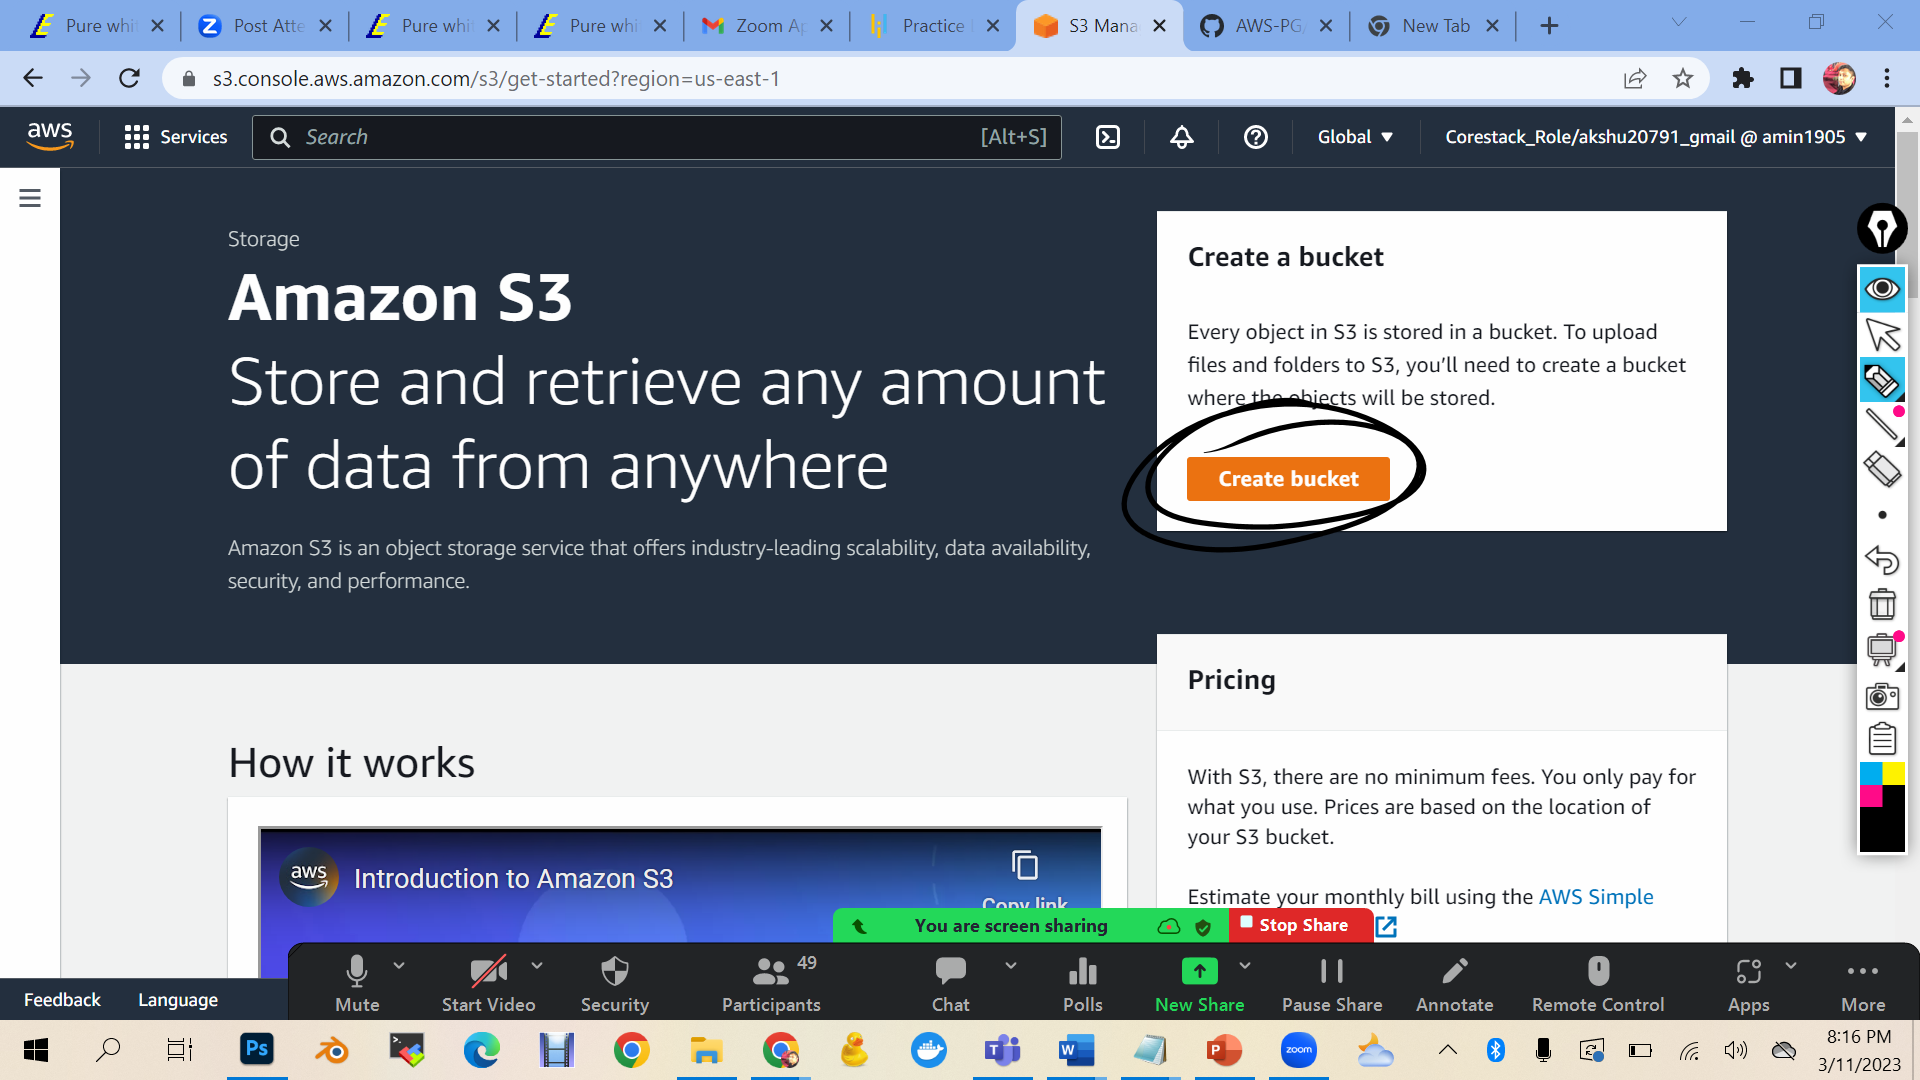 Pure whi
Post Atte
Pure whi
Pure whi
Zoom Ap
Practice
S3 Mana
AWS-PG
New Tab
s3.console.aws.amazon.com/s3/get-started?region=us-east-1
aws
Services
Search
[Alt+S]
Global
Corestack_Role/akshu20791_gmail @ amin1905
Storage
Amazon S3
Store and retrieve any amount
of data from anywhere
Amazon S3 is an object storage service that offers industry-leading scalability, data availability,
security, and performance.
Create a bucket
Every object in S3 is stored in a bucket. To upload
files and folders to S3, you’ll need to create a bucket
where the objects will be stored.
Create bucket
Pricing
With S3, there are no minimum fees. You only pay for
what you use. Prices are based on the location of
your S3 bucket.
Estimate your monthly bill using the AWS Simple
How it works
aws
Introduction to Amazon S3
Copy link
You are screen sharing
Stop Share
Feedback
Language
Mute
Start Video
Security
49
Participants
Chat
Polls
New Share
Pause Share
Annotate
Remote Control
Apps
More
Ps
zoom
8:16 PM
3/11/2023